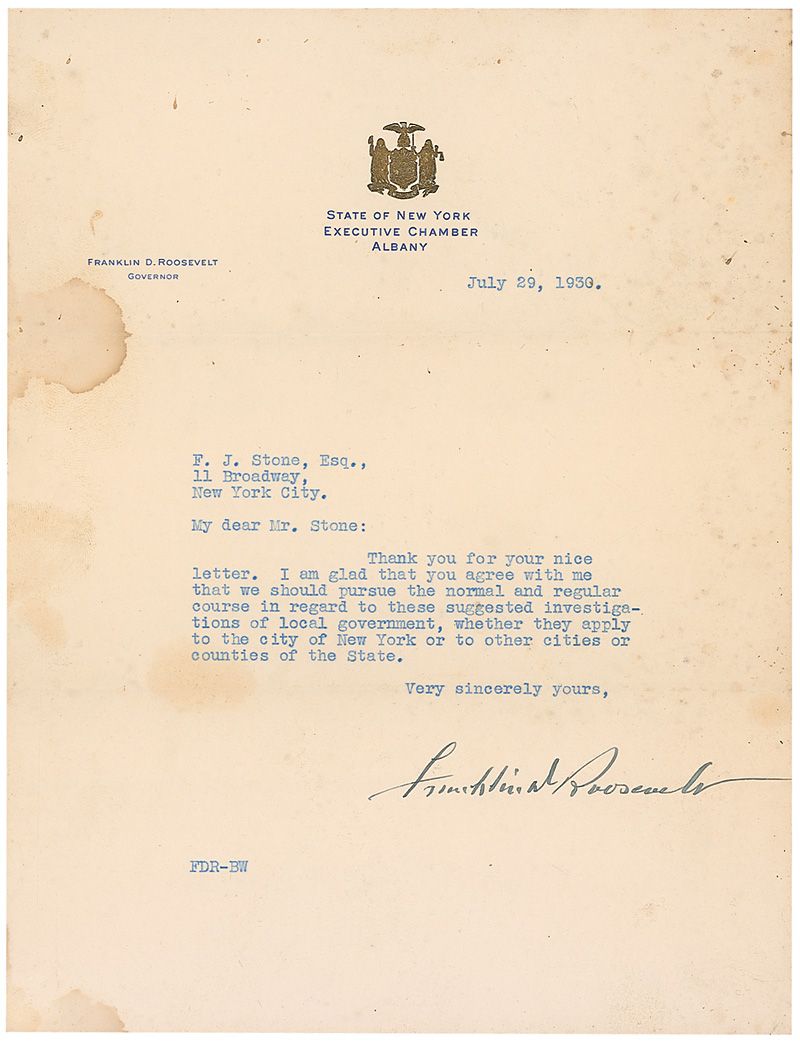 STATE OF NEW YORK
EXECUTIVE CHAMBER
ALBANY
FRANKLIN D. ROOSEVELT
GOVERNOR
July 29, 1930.
F. J. Stone, Esq.,
11 Broadway,
New York City.
My dear Mr. Stone:
Thank you for your nice
letter. I am glad that you agree with me
that we should pursue the normal and regular
course in regard to these suggested investiga-
tions of local government, whether they apply
to the city of New York or to other cities or
counties of the State.
Very sincerely yours,
Franklin D Roosevelt
FDR-BW